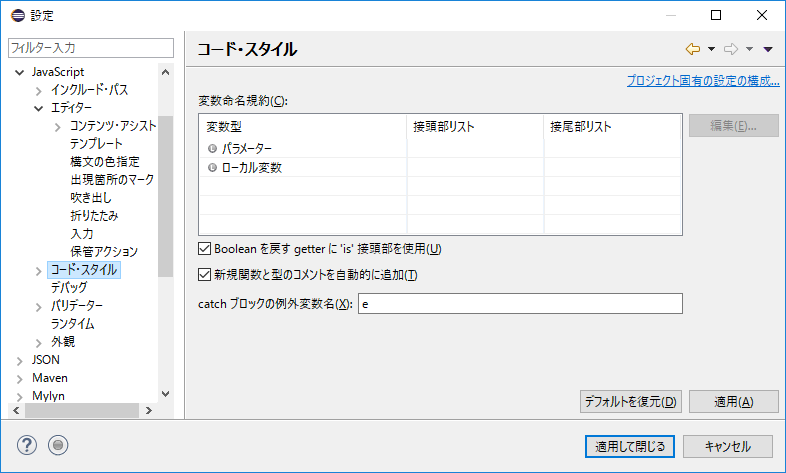 設定
フィルター入力
JavaScript
インクルード・パス
エディター
コンテンツ・アシスト
テンプレート
構文の色指定
出現箇所のマーク
吹き出し
折りたたみ
入力
保管アクション
コード・スタイル
デバッグ
バリデーター
ランタイム
外観
JSON
Maven
Mylyn
コード・スタイル
プロジェクト固有の設定の構成...
変数命名規約(C):
変数型 接頭部リスト 接尾部リスト
パラメーター
ローカル変数
編集(E)...
Boolean を戻す getter に 'is' 接頭部を使用(U)
新規関数と型のコメントを自動的に追加(T)
catch ブロックの例外変数名(X): e
デフォルトを復元(D) 適用(A)
適用して閉じる キャンセル